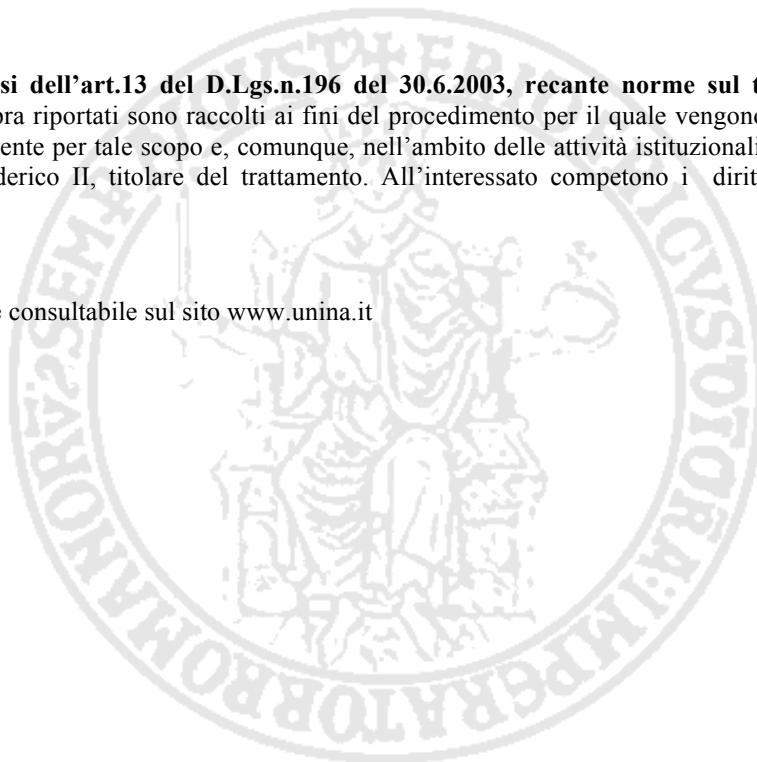 si dell’art.13 del D.Lgs.n.196 del 30.6.2003, recante norme sul t
ra riportati sono raccolti ai fini del procedimento per il quale vengono
ente per tale scopo e, comunque, nell’ambito delle attività istituzionali
derico II, titolare del trattamento. All’interessato competono i dirit
e consultabile sul sito www.unina.it